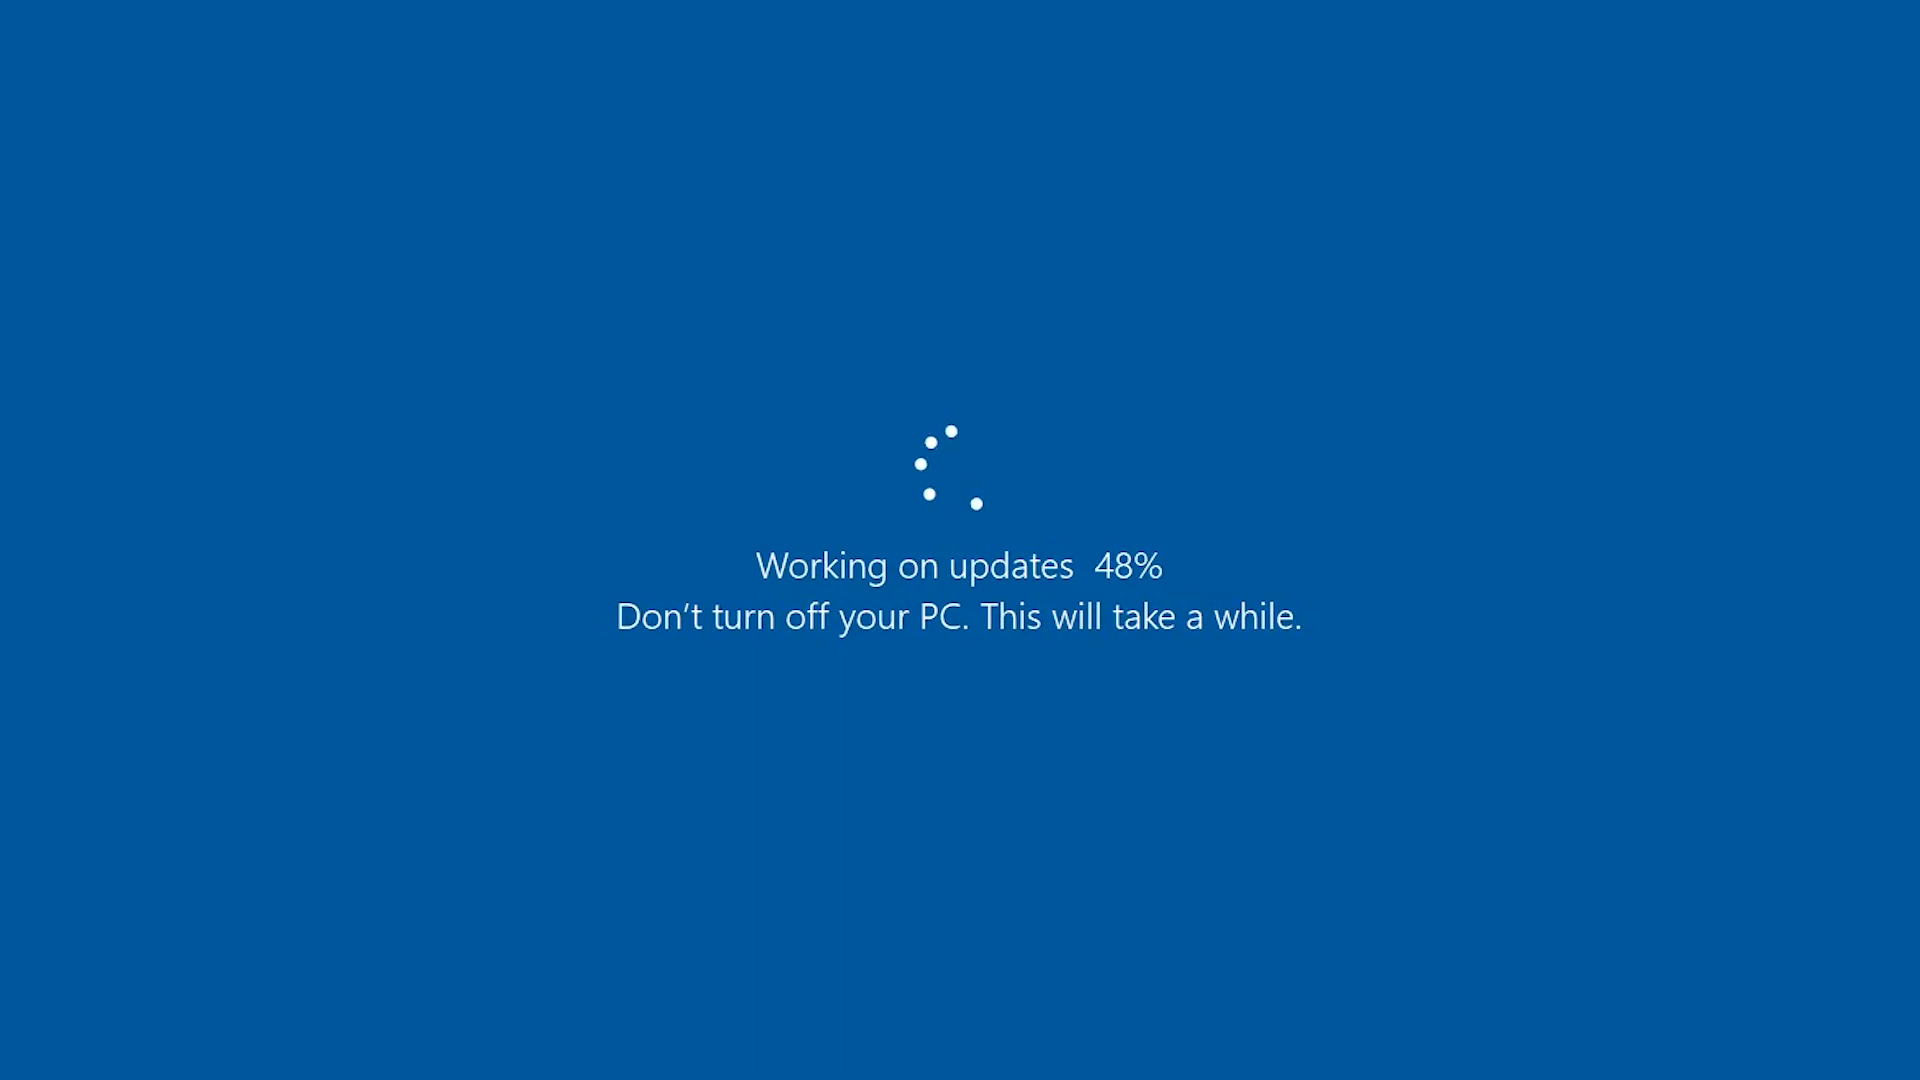 Working on updates  48%
Don’t turn off your PC. This will take a while.